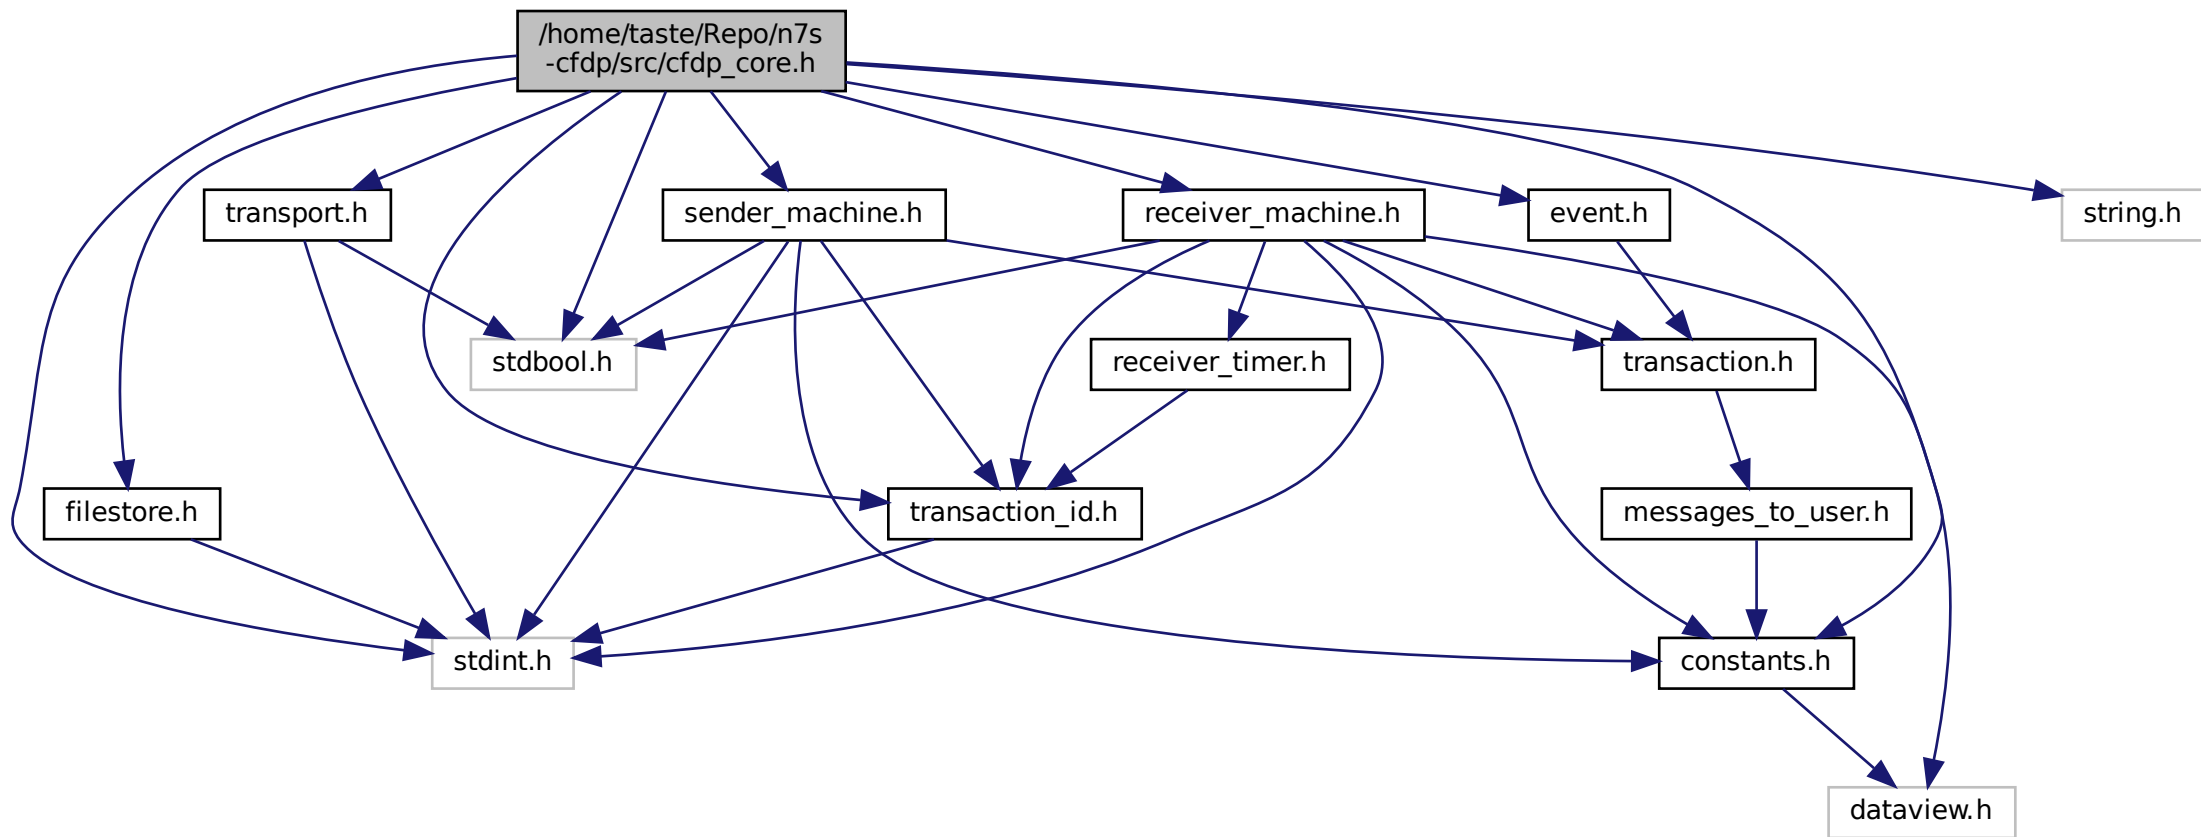 /home/taste/Repo/n7s
-cfdp/src/cfdp_core.h
transport.h
sender_machine.h
receiver_machine.h
event.h
string.h
stdbool.h
receiver_timer.h
transaction.h
filestore.h
transaction_id.h
messages_to_user.h
stdint.h
constants.h
dataview.h